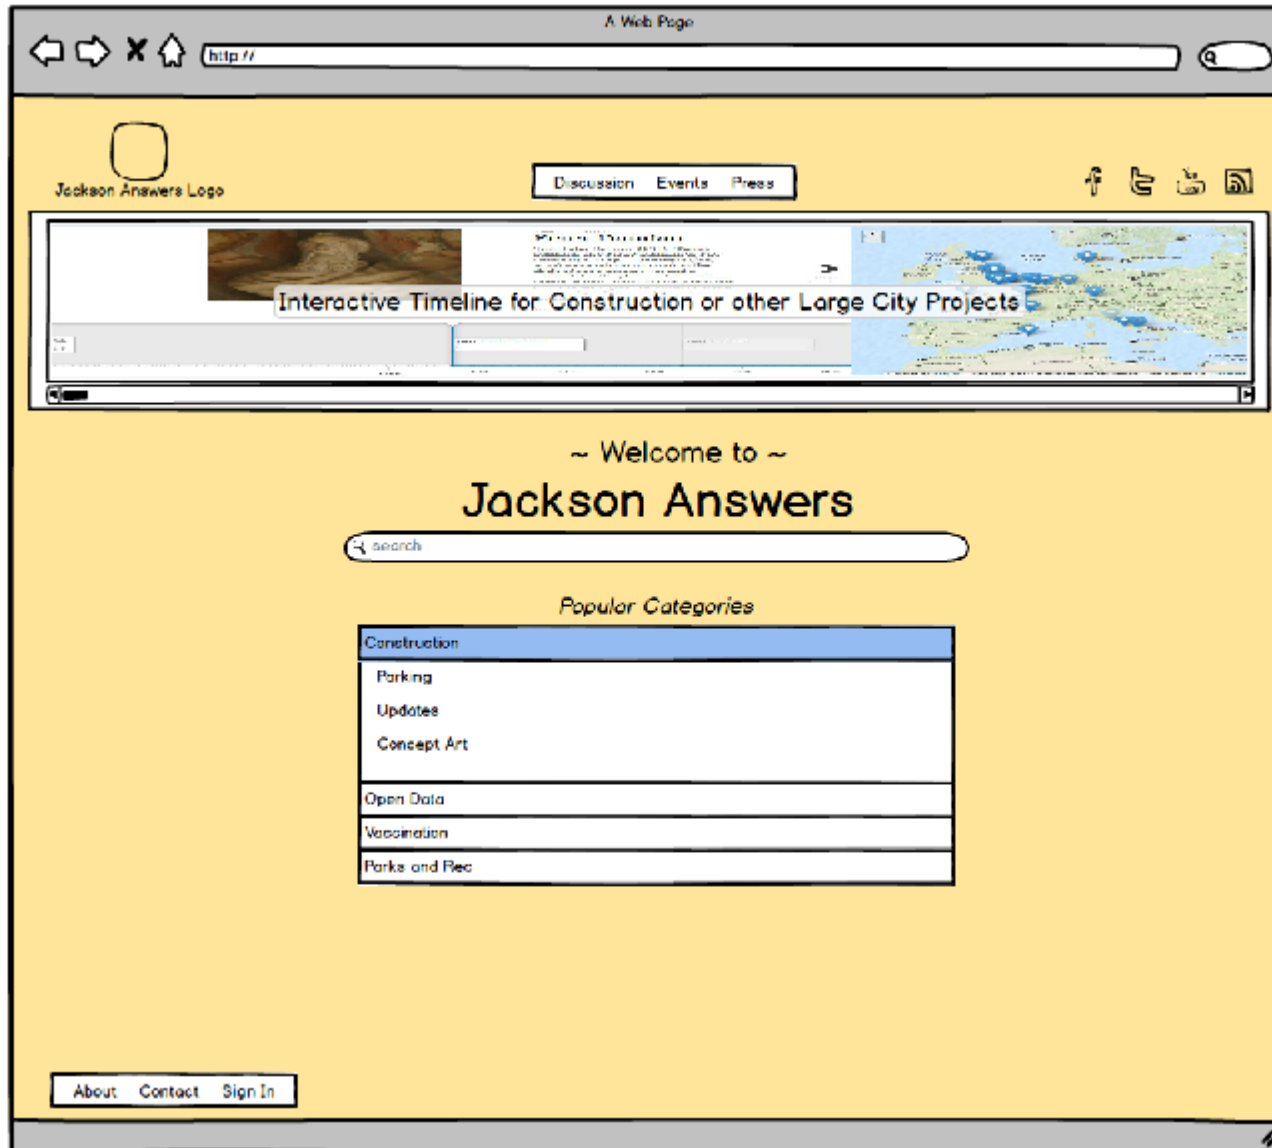 A Web Page
http://
Jackson Answers Logo
Discussion Events Press
Interactive Timeline for Construction or other Large City Projects
~ Welcome to ~
Jackson Answers
search
Popular Categories
Construction
Parking
Updates
Concept Art
Open Data
Vaccination
Parks and Rec
About Contact Sign In